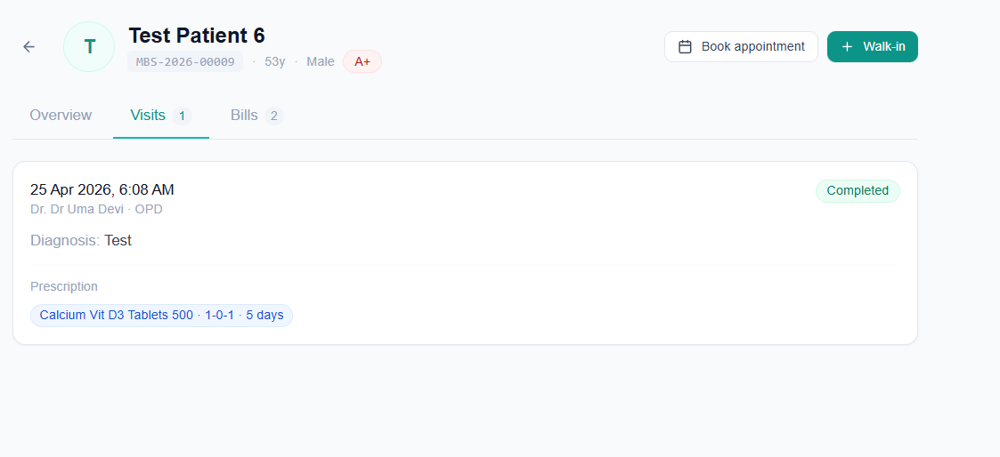 T
Test Patient 6
MBS-2026-00009 · 53y · Male A+
Book appointment
+ Walk-in
Overview Visits 1 Bills 2
25 Apr 2026, 6:08 AM
Completed
Dr. Dr Uma Devi · OPD
Diagnosis: Test
Prescription
Calcium Vit D3 Tablets 500 · 1-0-1 · 5 days